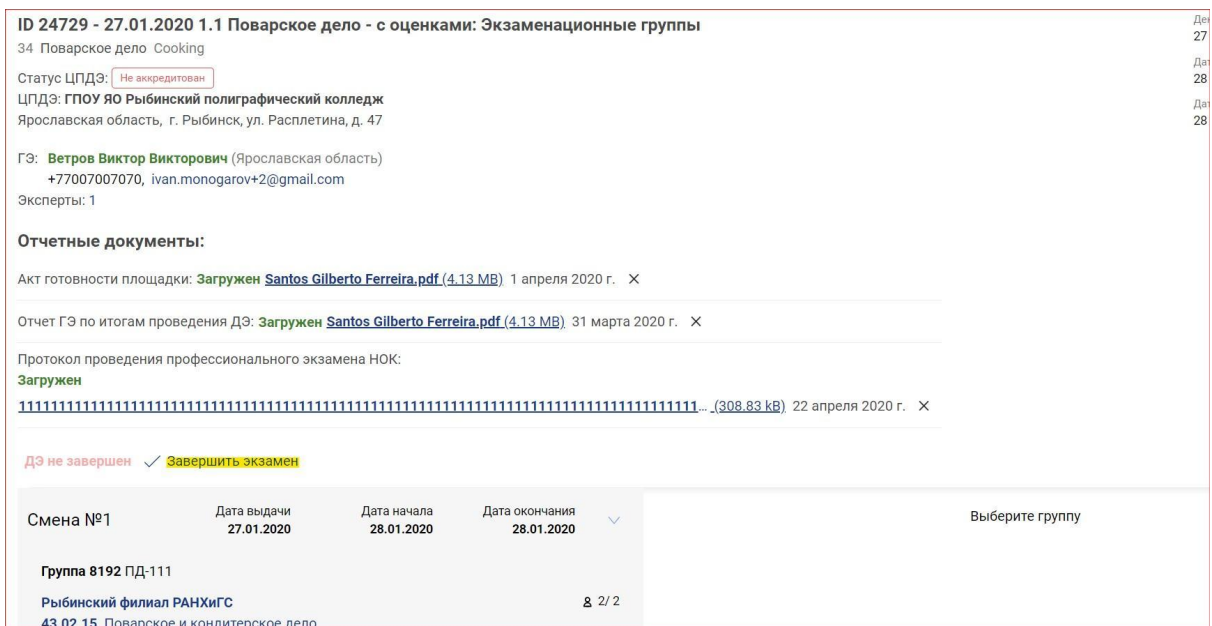 ID 24729 - 27.01.2020 1.1 Поварское дело - с оценками: Экзаменационные группы
34 Поварское дело Cooking
Статус ЦПДЭ: Не аккредитован
ЦПДЭ: ГПОУ ЯО Рыбинский полиграфический колледж
Ярославская область, г. Рыбинск, ул. Расплетина, д. 47
27
28
28
ГЭ: Ветров Виктор Викторович (Ярославская область)
+77007007070, ivan.monogarov+2@gmail.com
Эксперты: 1
Отчетные документы:
Акт готовности площадки: Загружен Santos Gilberto Ferreira.pdf (4.13 MB) 1 апреля 2020 г.
Отчет ГЭ по итогам проведения ДЭ: Загружен Santos Gilberto Ferreira.pdf (4.13 MB) 31 марта 2020 г.
Протокол проведения профессионального экзамена НОК:
Загружен
(308.83 kB) 22 апреля 2020 г.
ДЭ не завершен Завершить экзамен
Смена №1
Дата выдачи Дата начала Дата окончания
27.01.2020 28.01.2020 28.01.2020
Выберите группу
Группа 8192 ПД-111
Рыбинский филиал РАНХиГС 2/ 2
43.02.15 Поварское и кондитерское дело